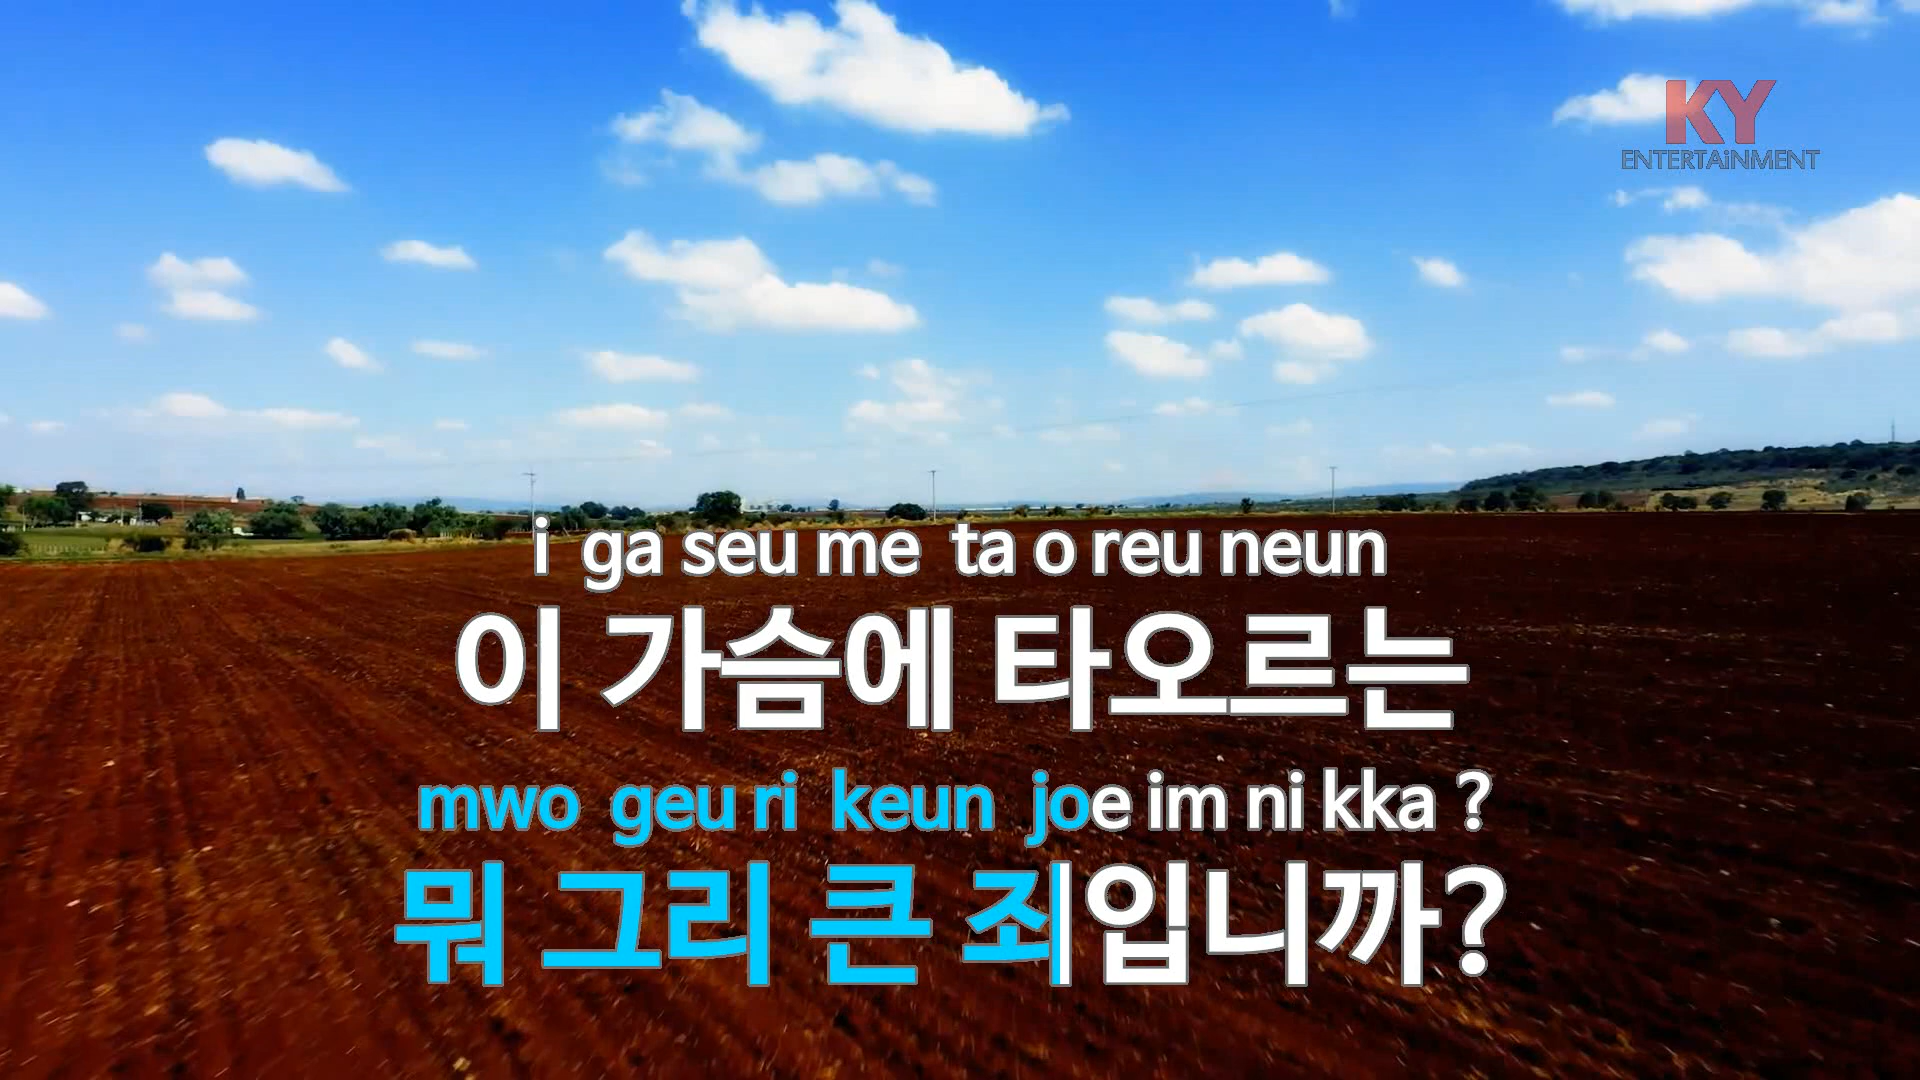 KY
ENTERTAiNMENT
i ga seu me ta o reu neun
이 가슴에 타오르는
mwo geu ri keun joe im ni kka ?
뭐 그리 큰 죄입니까?